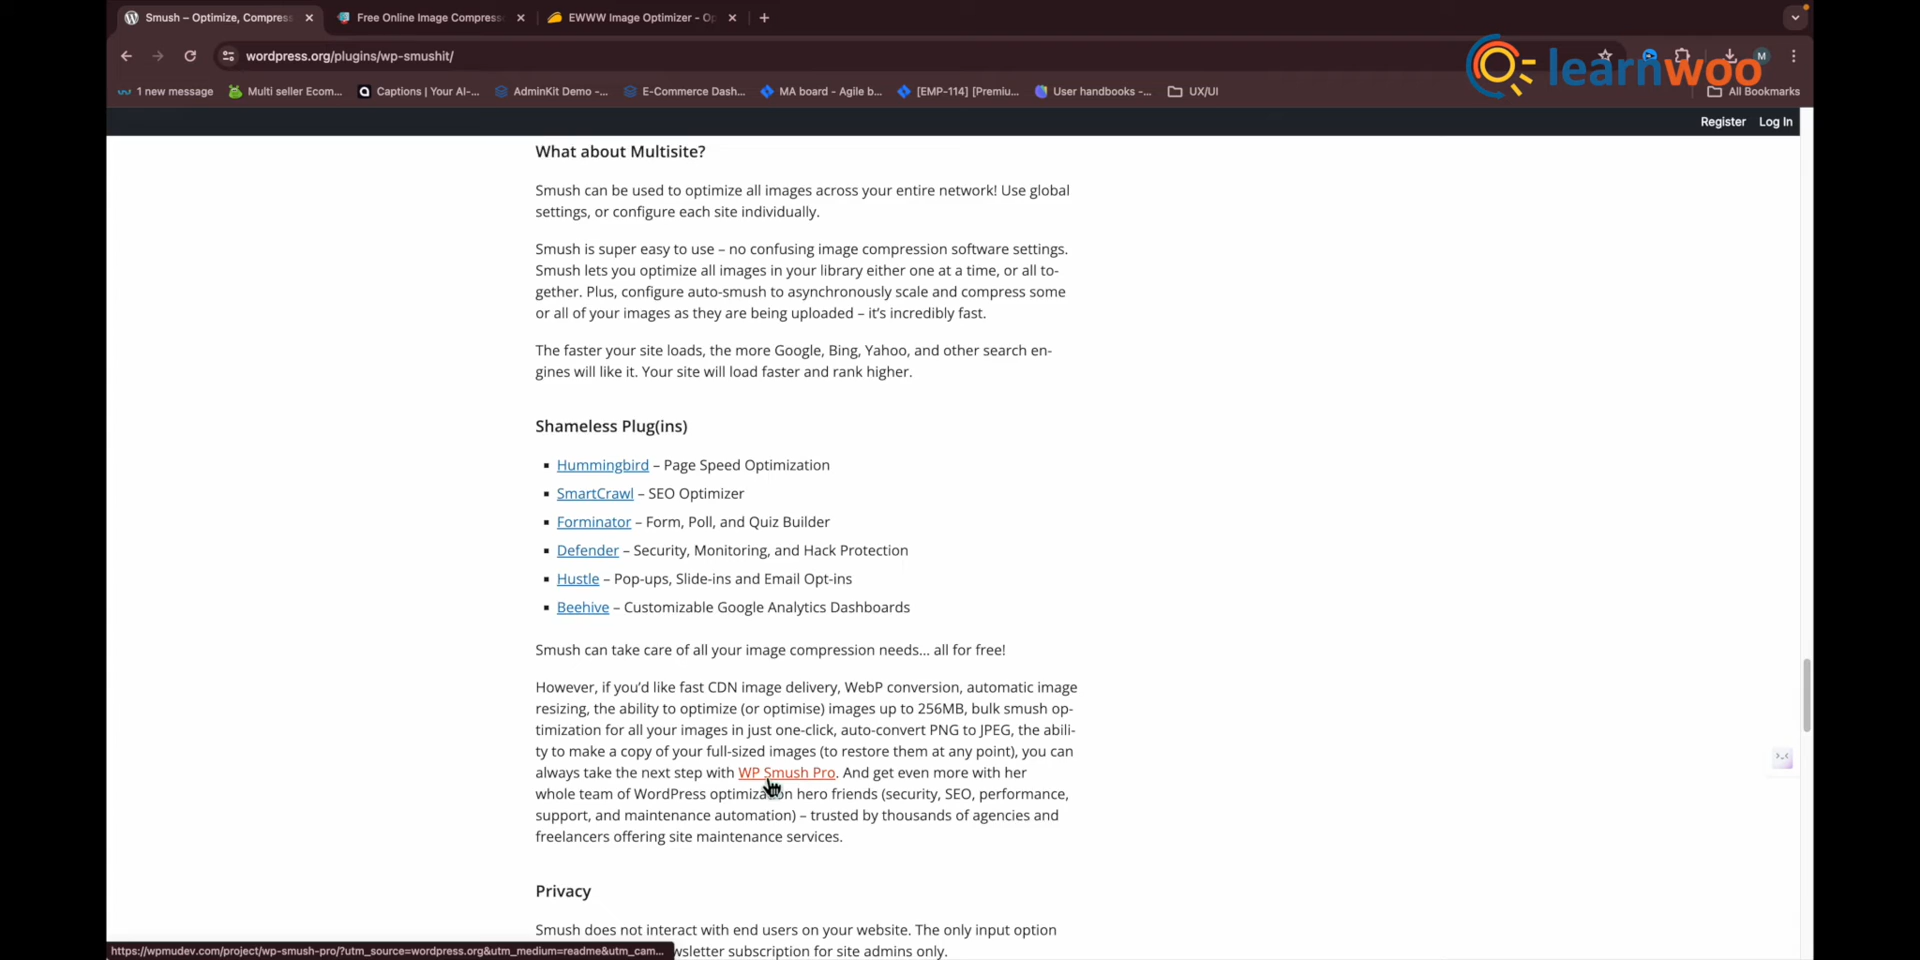 Smush – Optimize, Compress
Free Online Image Compress
EWWW Image Optimizer - Op
wordpress.org/plugins/wp-smushit/
learnwoo
1 new message
Multi seller Ecom...
Captions | Your AI-...
AdminKit Demo -...
E-Commerce Dash...
MA board - Agile b...
[EMP-114] [Premiu...
User handbooks -...
UX/UI
All Bookmarks
M
Register Log In
What about Multisite?
Smush can be used to optimize all images across your entire network! Use global
settings, or configure each site individually.
Smush is super easy to use – no confusing image compression software settings.
Smush lets you optimize all images in your library either one at a time, or all to-
gether. Plus, configure auto-smush to asynchronously scale and compress some
or all of your images as they are being uploaded – it's incredibly fast.
The faster your site loads, the more Google, Bing, Yahoo, and other search en-
gines will like it. Your site will load faster and rank higher.
Shameless Plug(ins)
Hummingbird – Page Speed Optimization
SmartCrawl – SEO Optimizer
Forminator – Form, Poll, and Quiz Builder
Defender – Security, Monitoring, and Hack Protection
Hustle – Pop-ups, Slide-ins and Email Opt-ins
Beehive – Customizable Google Analytics Dashboards
Smush can take care of all your image compression needs... all for free!
However, if you'd like fast CDN image delivery, WebP conversion, automatic image
resizing, the ability to optimize (or optimise) images up to 256MB, bulk smush op-
timization for all your images in just one-click, auto-convert PNG to JPEG, the abili-
ty to make a copy of your full-sized images (to restore them at any point), you can
always take the next step with WP Smush Pro. And get even more with her
whole team of WordPress optimization hero friends (security, SEO, performance,
support, and maintenance automation) – trusted by thousands of agencies and
freelancers offering site maintenance services.
Privacy
Smush does not interact with end users on your website. The only input option
wsletter subscription for site admins only.
https://wpmudev.com/project/wp-smush-pro/?utm_source=wordpress.org&utm_medium=readme&utm_cam...